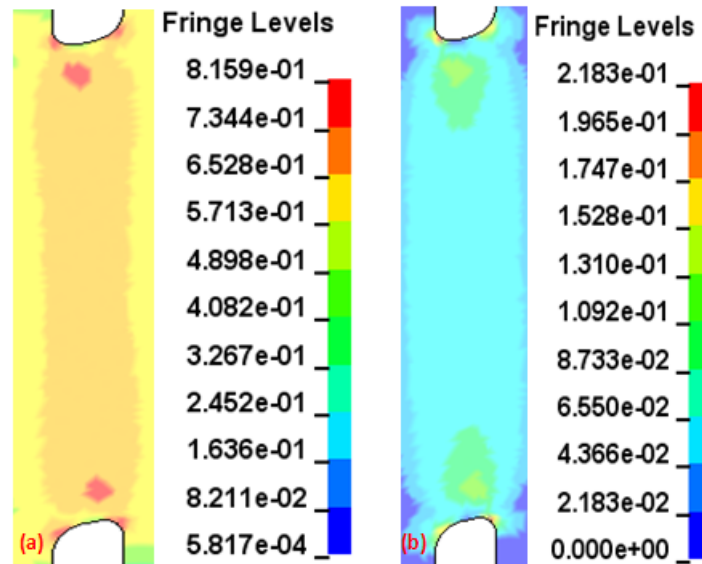 Fringe Levels
8.159e-01
7.344e-01
6.528e-01
5.713e-01
4.898e-01
4.082e-01
3.267e-01
2.452e-01
1.636e-01
8.211e-02
5.817e-04
(a)
Fringe Levels
2.183e-01
1.965e-01
1.747e-01
1.528e-01
1.310e-01
1.092e-01
8.733e-02
6.550e-02
4.366e-02
2.183e-02
0.000e+00
(b)